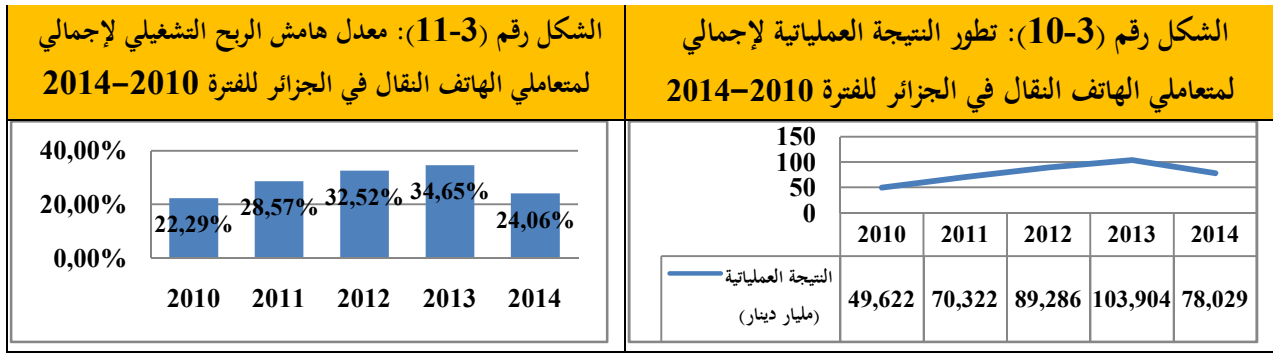 الشكل رقم (3-10): تطور النتيجة العملياتية لإجمالي
لمتعاملي الهاتف النقال في الجزائر للفترة 2010–2014
150
100
50
0
2010 2011 2012 2013 2014
النتيجة العملياتية
(مليار دينار)
49,622 70,322 89,286 103,904 78,029
الشكل رقم (3-11): معدل هامش الربح التشغيلي لإجمالي
لمتعاملي الهاتف النقال في الجزائر للفترة 2010–2014
40,00%
20,00%
0,00%
22,29% 28,57% 32,52% 34,65% 24,06%
2010 2011 2012 2013 2014